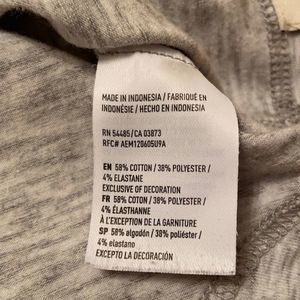 MADE IN INDONESIA / FABRIQUÉ EN
INDONÉSIE / HECHO EN INDONESIA
RN 54485/CA 03873
RFC# AEM120605U9A
EN 58% COTTON / 38% POLYESTER /
4% ELASTANE
EXCLUSIVE OF DECORATION
FR 58% COTON / 38% POLYESTER /
4% ÉLASTHANNE
À L'EXCEPTION DE LA GARNITURE
SP 58% algodón / 38% poliéster /
4% elastano
EXCEPTO LA DECORACIÓN